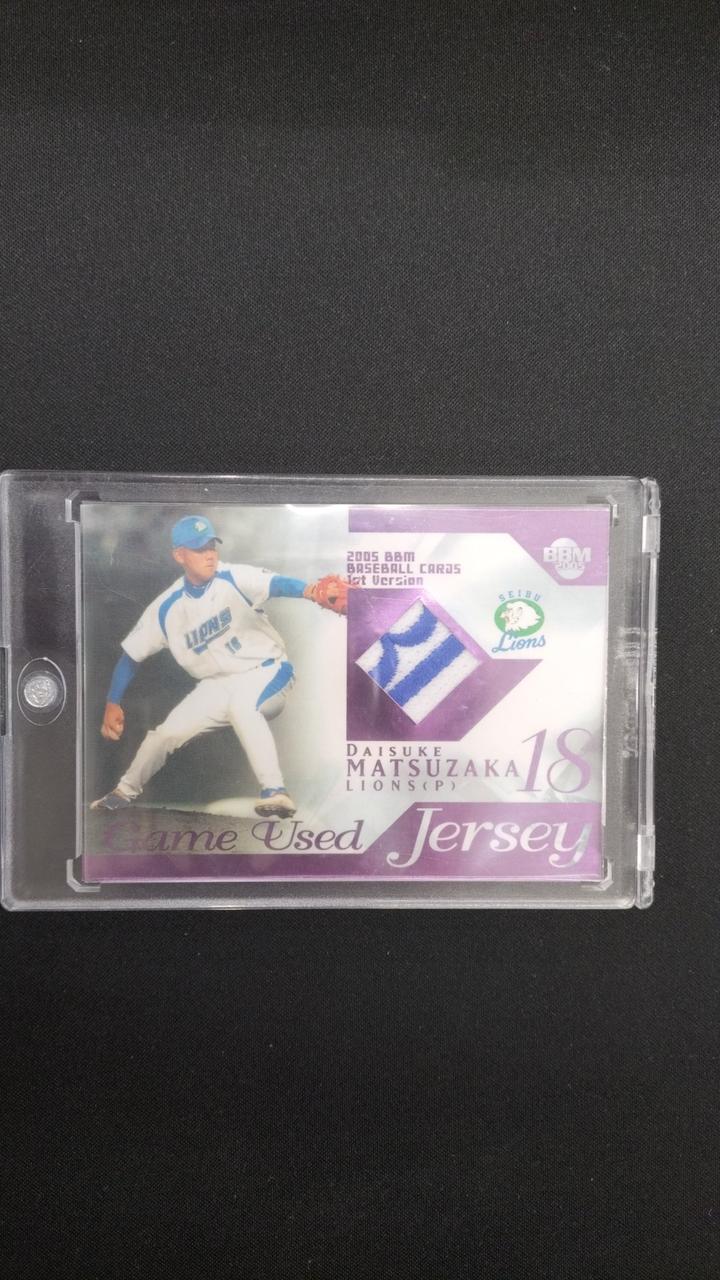 2005 BBM
BASEBALL CARDS
1st Version
BBM
2005
SEIBU
Lions
LIONS
18
DAISUKE
MATSUZAKA
LIONS(P)
18
Game Used
Jersey